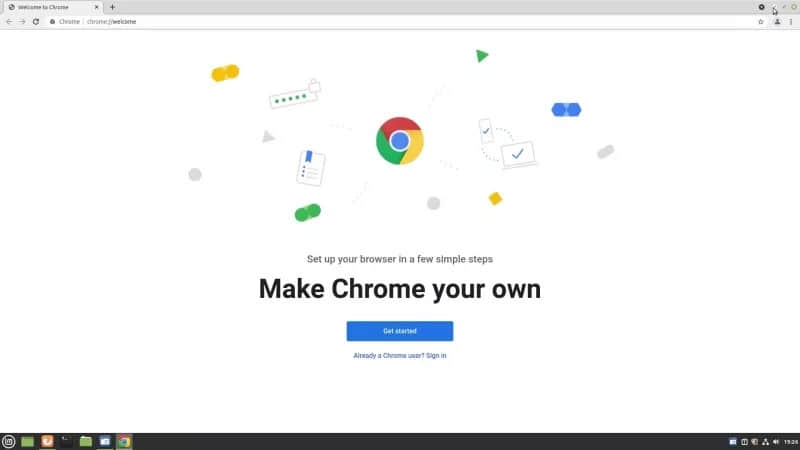 Welcome to Chrome
Chrome | chrome://welcome
Set up your browser in a few simple steps
Make Chrome your own
Get started
Already a Chrome user? Sign in
19:26